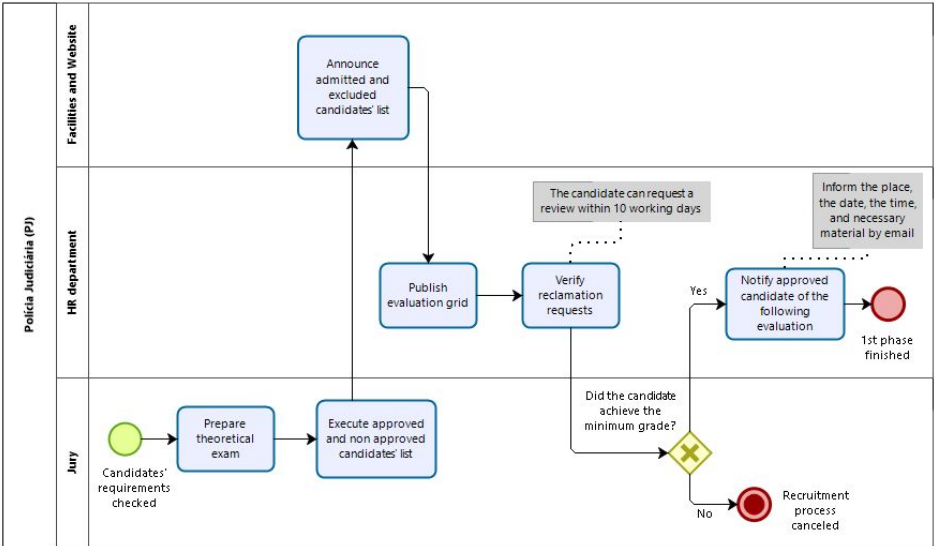 Polícia Judiciária (PJ)
Facilities and Website
Announce
admitted and
excluded
candidates' list
HR department
Publish
evaluation grid
The candidate can request a
review within 10 working days
Verify
reclamation
requests
Inform the place,
the date, the time,
and necessary
material by email
Yes
Notify approved
candidate of the
following
evaluation
1st phase
finished
Jury
Candidates'
requirements
checked
Prepare
theoretical
exam
Execute approved
and non approved
candidates' list
Did the candidate
achieve the
minimum grade?
No
Recruitment
process
canceled